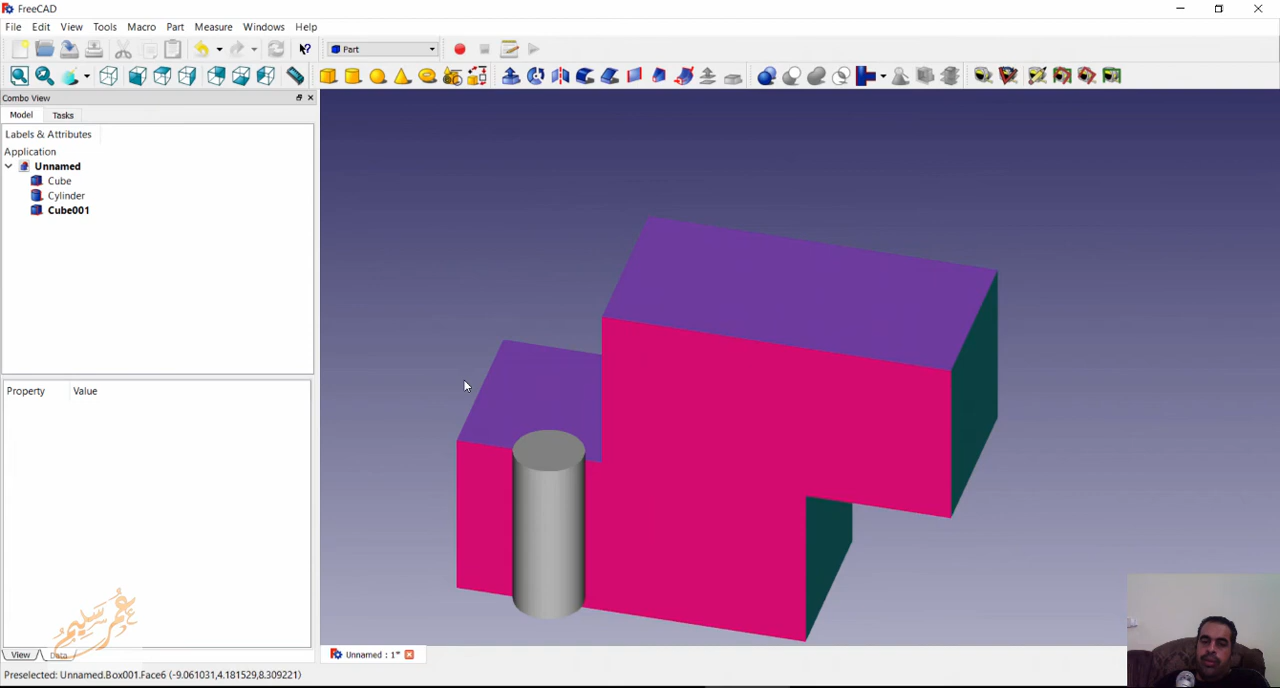 FreeCAD
File Edit View Tools Macro Part Measure Windows Help
Part
Combo View
Model Tasks
Labels & Attributes
Application
Unnamed
Cube
Cylinder
Cube001
Property Value
عمر سليم
View Data
Unnamed : 1*
Preselected: Unnamed.Box001.Face6 (-9.061031,4.181529,8.309221)